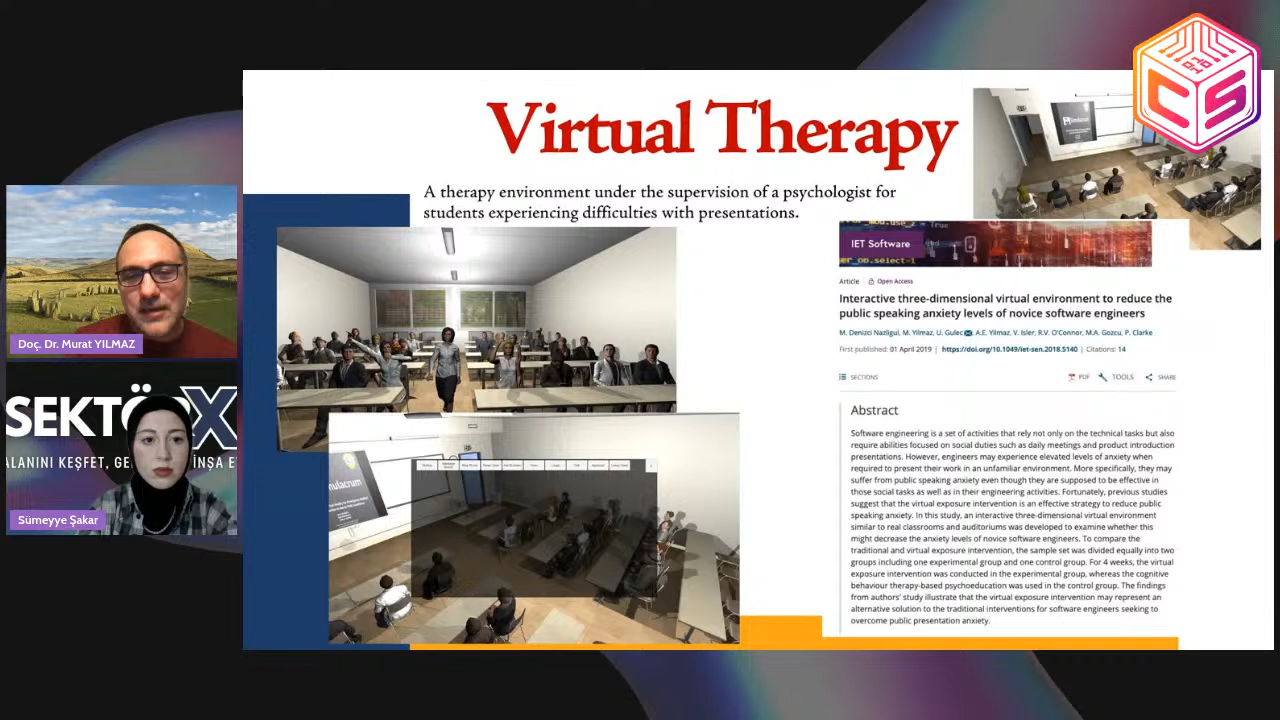 Virtual Therapy
A therapy environment under the supervision of a psychologist for
students experiencing difficulties with presentations.
IET Software
Article
Open Access
Interactive three-dimensional virtual environment to reduce the
public speaking anxiety levels of novice software engineers
M. Denizci Nazligul, M. Yilmaz, U. Gulec, A.E. Yilmaz, V. Isler, R.V. O'Connor, M.A. Gozcu, P. Clarke
First published: 01 April 2019 | https://doi.org/10.1049/iet-sen.2018.5140 | Citations: 14
SECTIONS
PDF
TOOLS
SHARE
Abstract
Software engineering is a set of activities that rely not only on the technical tasks but also
require abilities focused on social duties such as daily meetings and product introduction
presentations. However, engineers may experience elevated levels of anxiety when
required to present their work in an unfamiliar environment. More specifically, they may
suffer from public speaking anxiety even though they are supposed to be effective in
those social tasks as well as in their engineering activities. Fortunately, previous studies
suggest that the virtual exposure intervention is an effective strategy to reduce public
speaking anxiety. In this study, an interactive three-dimensional virtual environment
similar to real classrooms and auditoriums was developed to examine whether this
might decrease the anxiety levels of novice software engineers. To compare the
traditional and virtual exposure intervention, the sample set was divided equally into two
groups including one experimental group and one control group. For 4 weeks, the virtual
exposure intervention was conducted in the experimental group, whereas the cognitive
behaviour therapy-based psychoeducation was used in the control group. The findings
from authors' study illustrate that the virtual exposure intervention may represent an
alternative solution to the traditional interventions for software engineers seeking to
overcome public presentation anxiety.
Doç. Dr. Murat YILMAZ
SEKTÖ X
ALANINI KEŞFET, GE İNŞA E
Sümeyye Şakar
mulacrum
CS